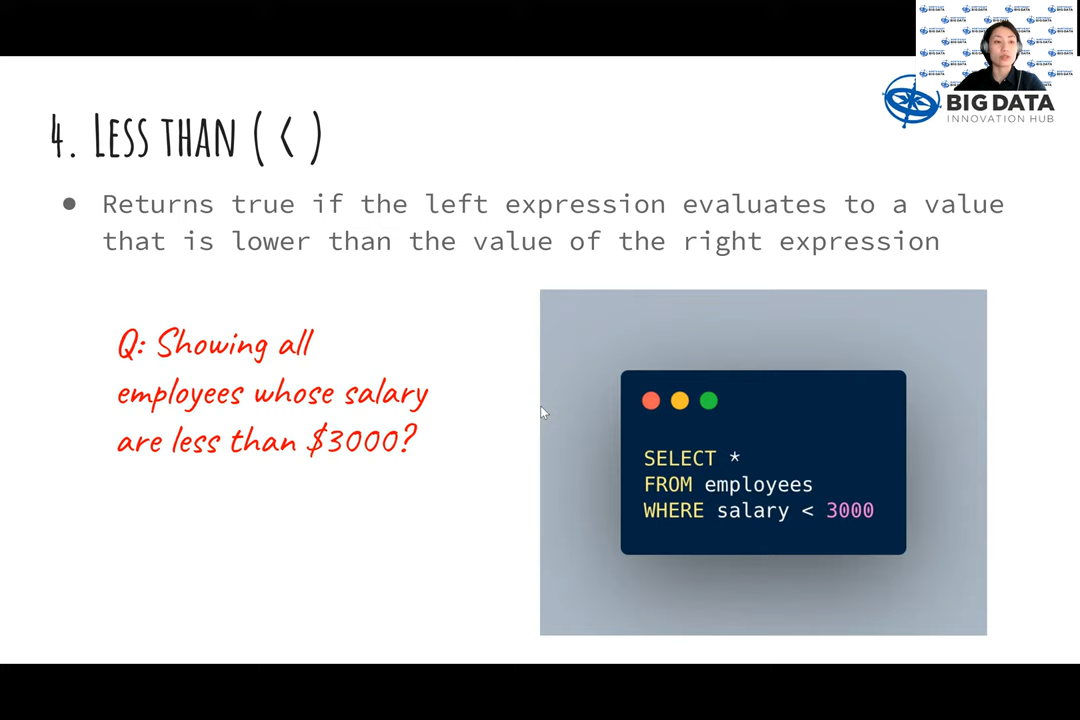 4. Less than ( < )
BIG DATA
INNOVATION HUB
● Returns true if the left expression evaluates to a value
that is lower than the value of the right expression
Q: Showing all
employees whose salary
are less than $3000?
SELECT *
FROM employees
WHERE salary < 3000